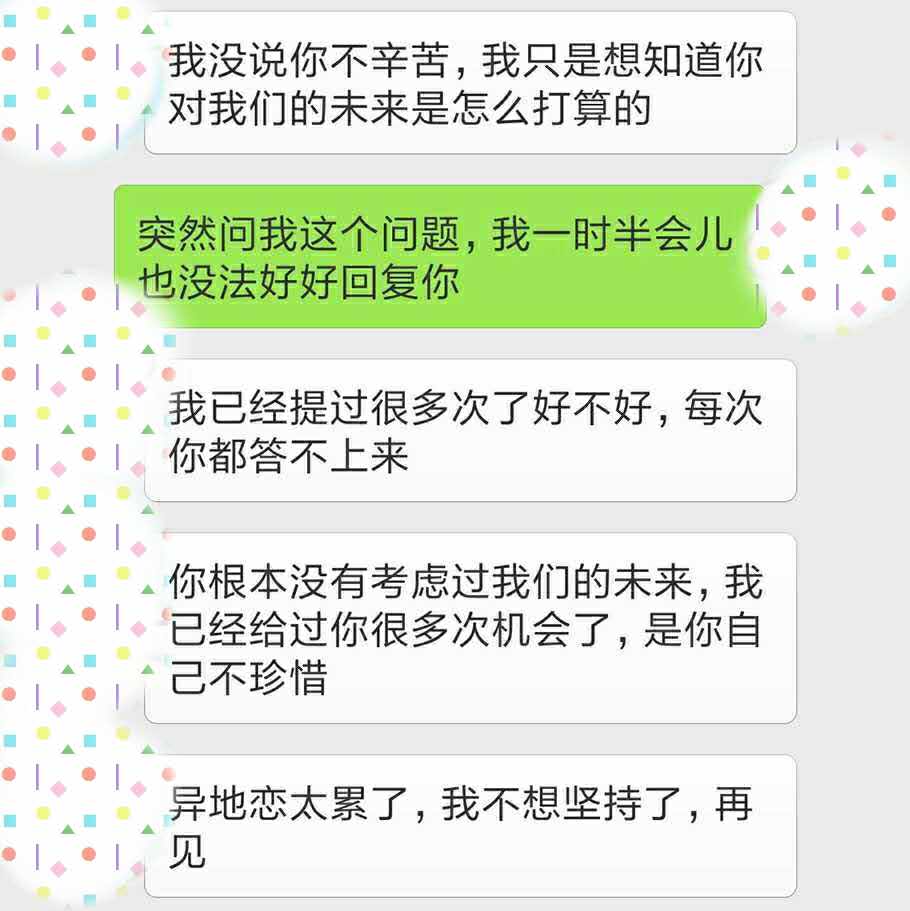 我没说你不辛苦，我只是想知道你
对我们的未来是怎么打算的
突然问我这个问题，我一时半会儿
也没法好好回复你
我已经提过很多次了好不好，每次
你都答不上来
你根本没有考虑过我们的未来，我
已经给过你很多次机会了，是你自
己不珍惜
异地恋太累了，我不想坚持了，再
见